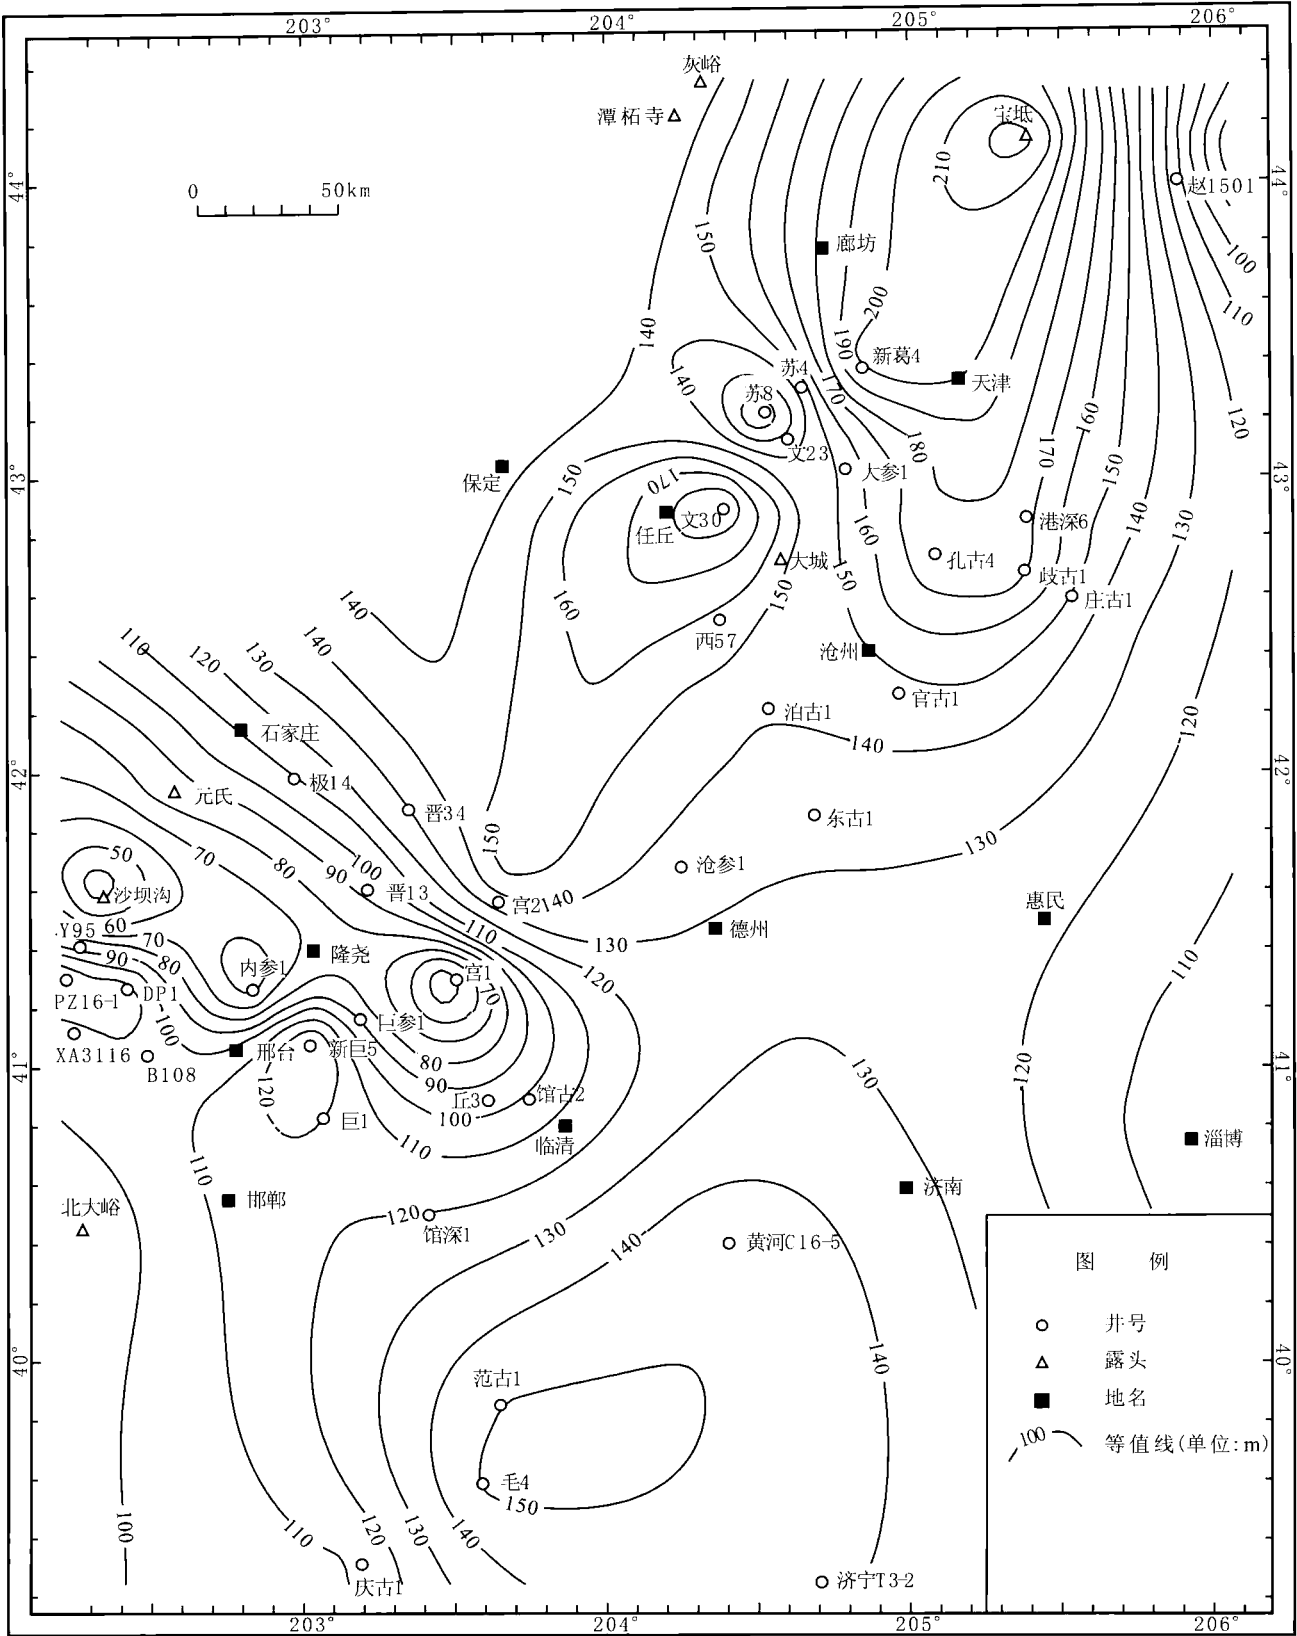 203°
204°
205°
206°
灰峪
潭柘寺
宝坻
44°
44°
0
50km
210
赵1501
150
廊坊
100
200
110
140
190
新葛4
苏4
天津
140
170
苏8
160
120
180
文23
170
150
43°
保定
150
170
大参1
43°
任丘
文30
160
140
港深6
130
大城
孔古4
歧古1
140
160
150
150
庄古1
西57
110
120
130
140
沧州
官古1
泊古1
120
石家庄
140
42°
极14
42°
元氏
晋34
东古1
150
130
50
70
80
90
100
沧参1
沙坝沟
晋13
宫2
140
惠民
Y95
60
70
110
130
德州
90
80
内参1
隆尧
宫1
120
110
PZ16-1
DP1
70
100
巨参1
XA3116
邢台
新巨5
80
130
120
41°
B108
90
41°
120
丘3
馆古2
巨1
100
110
临清
淄博
110
北大峪
邯郸
济南
120
馆深1
130
140
黄河C16-5
图 例
井号
40°
140
露头
40°
范古1
地名
100
等值线(单位:m)
毛4
150
100
110
120
130
140
庆古1
济宁T3-2
203°
204°
205°
206°